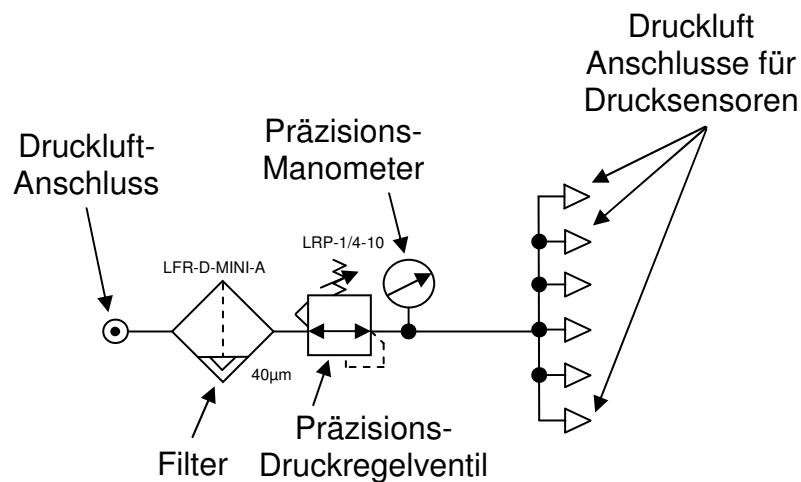 Druckluft
Anschlusse für
Drucksensoren
Präzisions-
Manometer
Druckluft-
Anschluss
LRP-1/4-10
LFR-D-MINI-A
40µm
Präzisions-
Druckregelventil
Filter